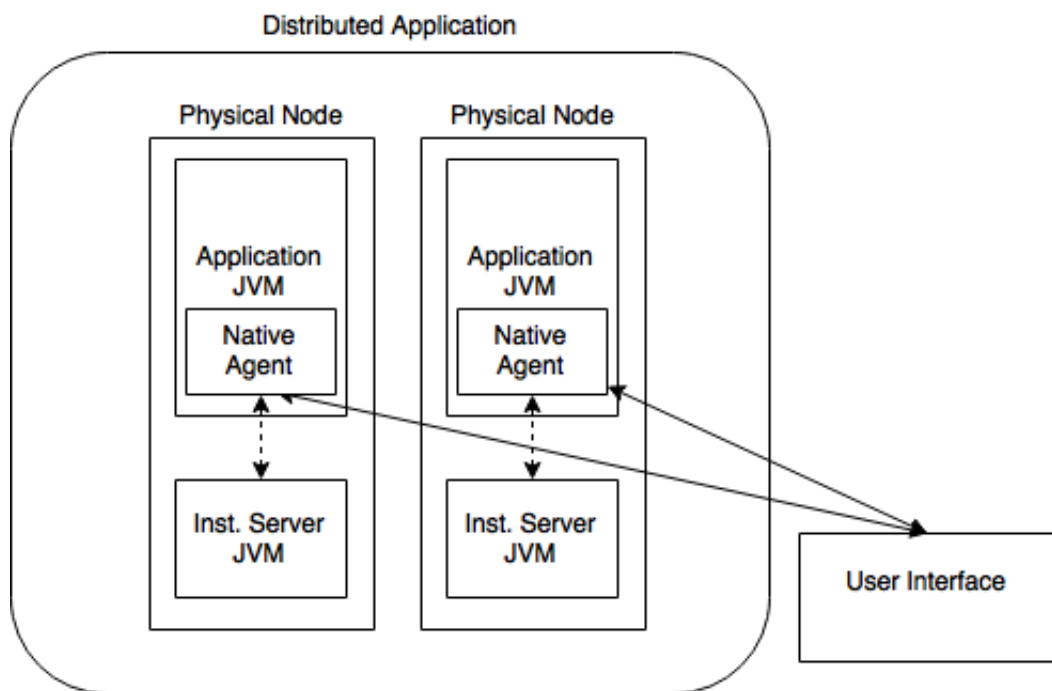 Distributed Application
Physical Node
Physical Node
Application
JVM
Native
Agent
Inst. Server
JVM
Application
JVM
Native
Agent
Inst. Server
JVM
User Interface